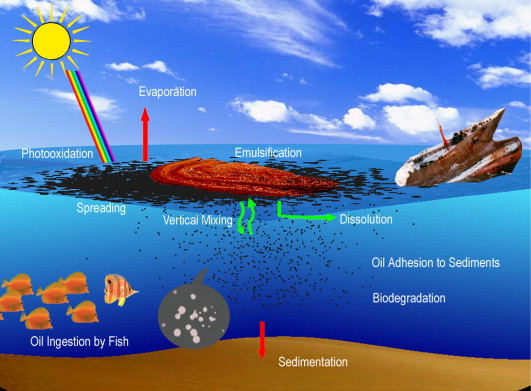 Evaporation
Photooxidation
Emulsification
Spreading
Vertical Mixing
Dissolution
Oil Adhesion to Sediments
Biodegradation
Oil Ingestion by Fish
Sedimentation